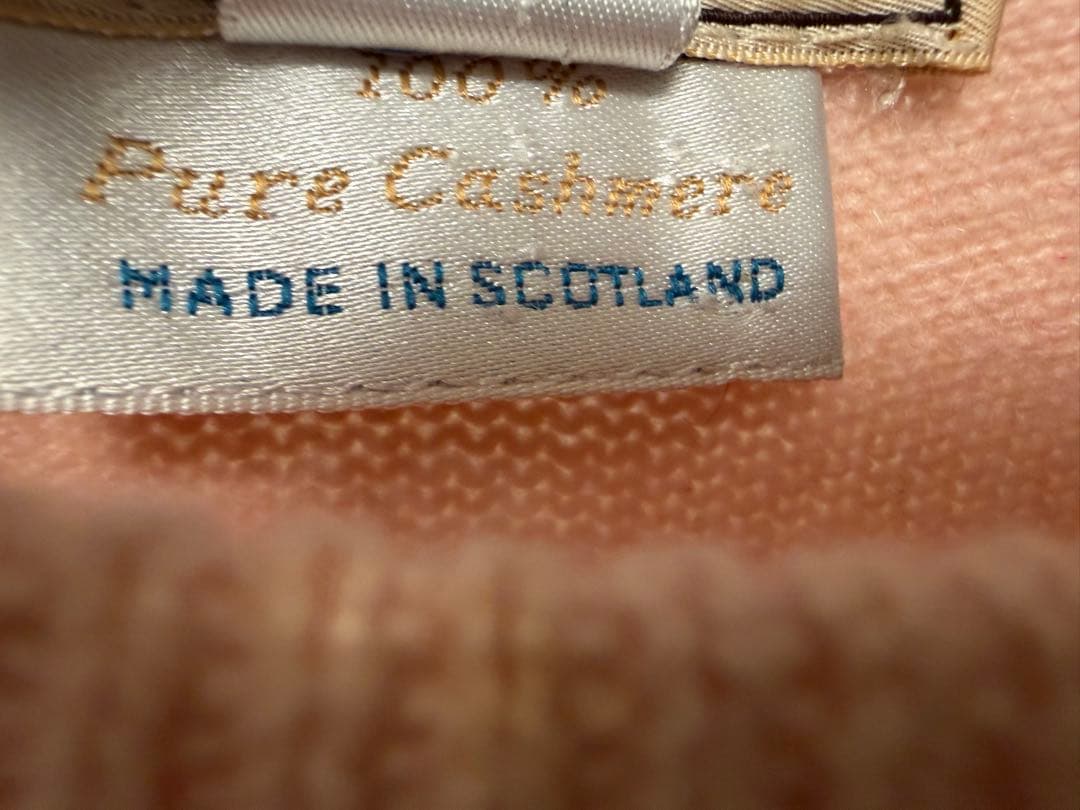 100%
Pure Cashmere
MADE IN SCOTLAND